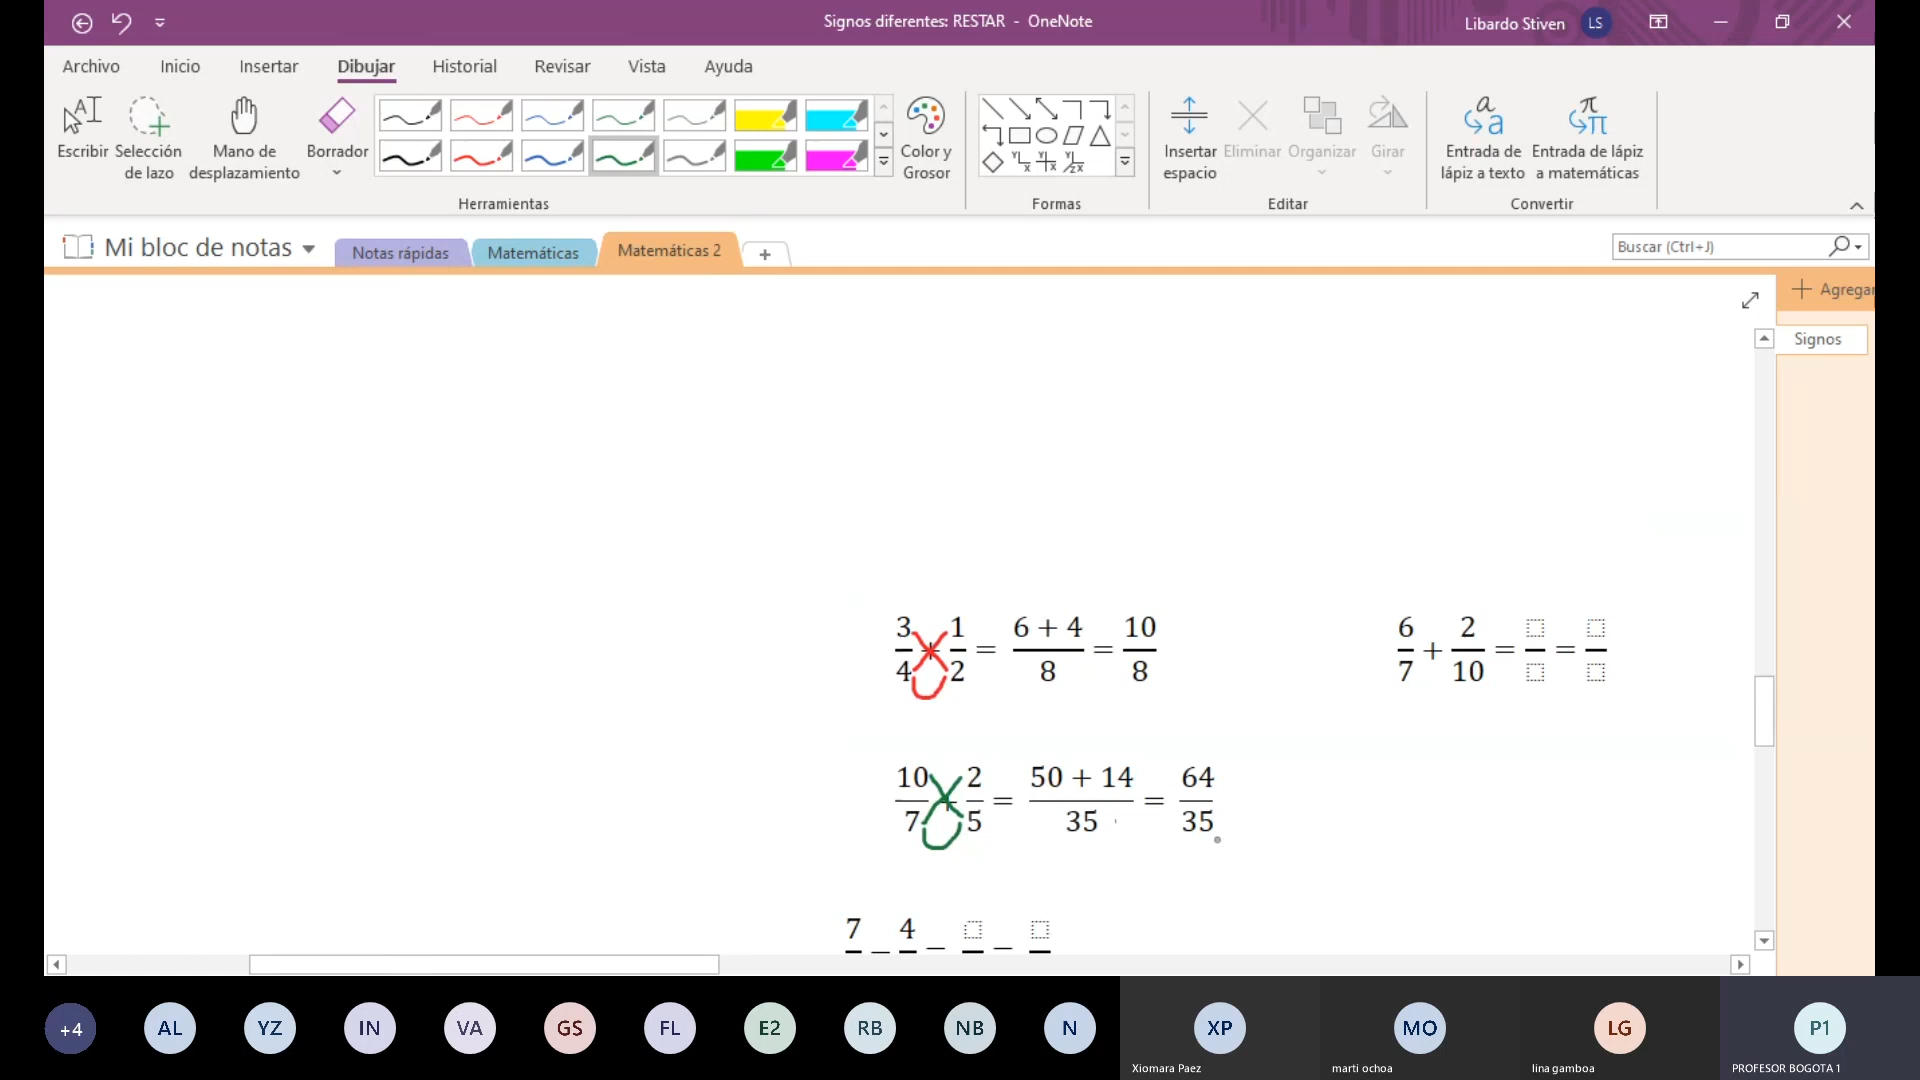 Signos diferentes: RESTAR - OneNote
Libardo Stiven LS
Archivo Inicio Insertar Dibujar Historial Revisar Vista Ayuda
Escribir Selección de lazo Mano de desplazamiento Borrador Color y Grosor Insertar espacio Eliminar Organizar Girar Entrada de lápiz a texto Entrada de lápiz a matemáticas
Herramientas Formas Editar Convertir
Mi bloc de notas Notas rápidas Matemáticas Matemáticas 2 + Buscar (Ctrl+J)
+ Agregar
Signos
3/4 + 1/2 = (6 + 4)/8 = 10/8
6/7 + 2/10 = □/□ = □/□
10/7 + 2/5 = (50 + 14)/35 = 64/35
7 4 □ □
+4 AL YZ IN VA GS FL E2 RB NB N XP MO LG P1
Xiomara Paez marti ochoa lina gamboa PROFESOR BOGOTA 1